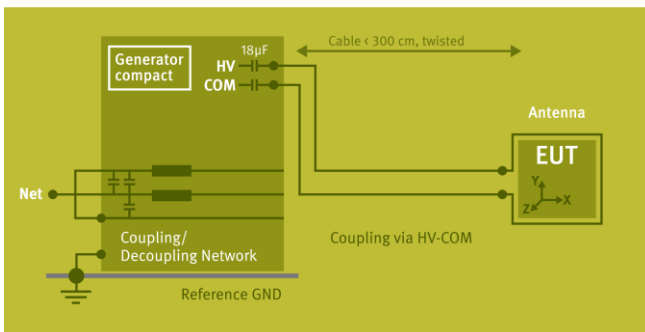 Generator
compact
18µF
HV
COM
Cable < 300 cm, twisted
Antenna
EUT
Y
X
Z
Net
Coupling/
Decoupling Network
Coupling via HV-COM
Reference GND